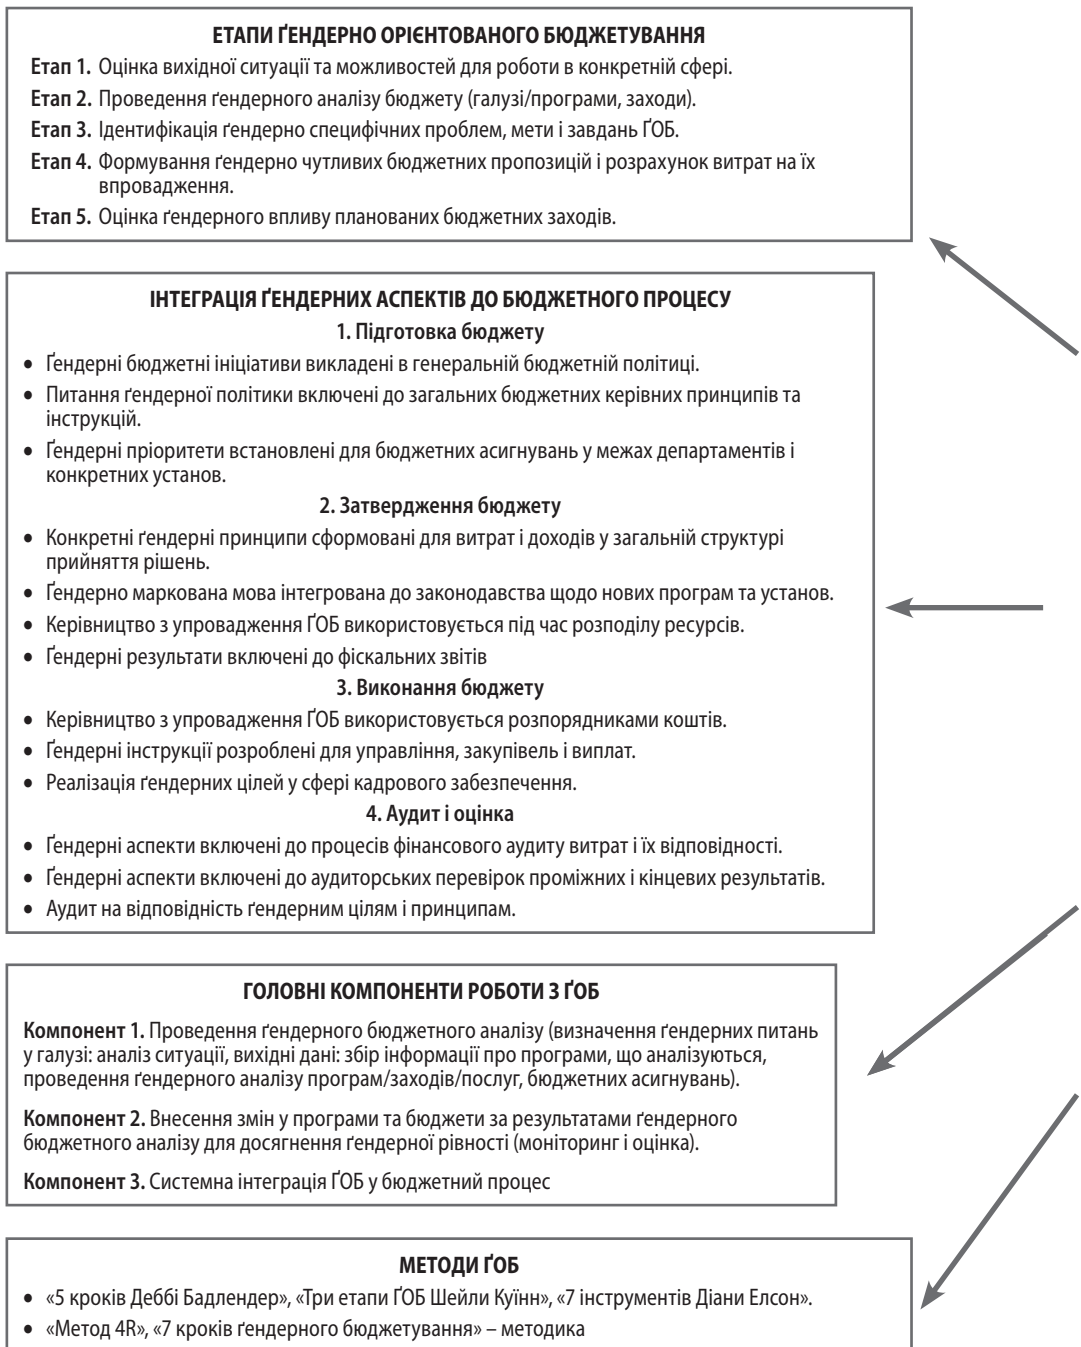 ЕТАПИ ҐЕНДЕРНО ОРІЄНТОВАНОГО БЮДЖЕТУВАННЯ
Етап 1. Оцінка вихідної ситуації та можливостей для роботи в конкретній сфері.
Етап 2. Проведення ґендерного аналізу бюджету (галузі/програми, заходи).
Етап 3. Ідентифікація ґендерно специфічних проблем, мети і завдань ҐОБ.
Етап 4. Формування ґендерно чутливих бюджетних пропозицій і розрахунок витрат на їх
впровадження.
Етап 5. Оцінка ґендерного впливу планованих бюджетних заходів.
ІНТЕГРАЦІЯ ҐЕНДЕРНИХ АСПЕКТІВ ДО БЮДЖЕТНОГО ПРОЦЕСУ
1. Підготовка бюджету
• Ґендерні бюджетні ініціативи викладені в генеральній бюджетній політиці.
• Питання ґендерної політики включені до загальних бюджетних керівних принципів та
інструкцій.
• Ґендерні пріоритети встановлені для бюджетних асигнувань у межах департаментів і
конкретних установ.
2. Затвердження бюджету
• Конкретні ґендерні принципи сформовані для витрат і доходів у загальній структурі
прийняття рішень.
• Ґендерно маркована мова інтегрована до законодавства щодо нових програм та установ.
• Керівництво з упровадження ҐОБ використовується під час розподілу ресурсів.
• Ґендерні результати включені до фіскальних звітів
3. Виконання бюджету
• Керівництво з упровадження ҐОБ використовується розпорядниками коштів.
• Ґендерні інструкції розроблені для управління, закупівель і виплат.
• Реалізація ґендерних цілей у сфері кадрового забезпечення.
4. Аудит і оцінка
• Ґендерні аспекти включені до процесів фінансового аудиту витрат і їх відповідності.
• Ґендерні аспекти включені до аудиторських перевірок проміжних і кінцевих результатів.
• Аудит на відповідність ґендерним цілям і принципам.
ГОЛОВНІ КОМПОНЕНТИ РОБОТИ З ҐОБ
Компонент 1. Проведення ґендерного бюджетного аналізу (визначення ґендерних питань
у галузі: аналіз ситуації, вихідні дані: збір інформації про програми, що аналізуються,
проведення ґендерного аналізу програм/заходів/послуг, бюджетних асигнувань).
Компонент 2. Внесення змін у програми та бюджети за результатами ґендерного
бюджетного аналізу для досягнення ґендерної рівності (моніторинг і оцінка).
Компонент 3. Системна інтеграція ҐОБ у бюджетний процес
МЕТОДИ ҐОБ
• «5 кроків Деббі Бадлендер», «Три етапи ҐОБ Шейли Куїнн», «7 інструментів Діани Елсон».
• «Метод 4R», «7 кроків ґендерного бюджетування» – методика